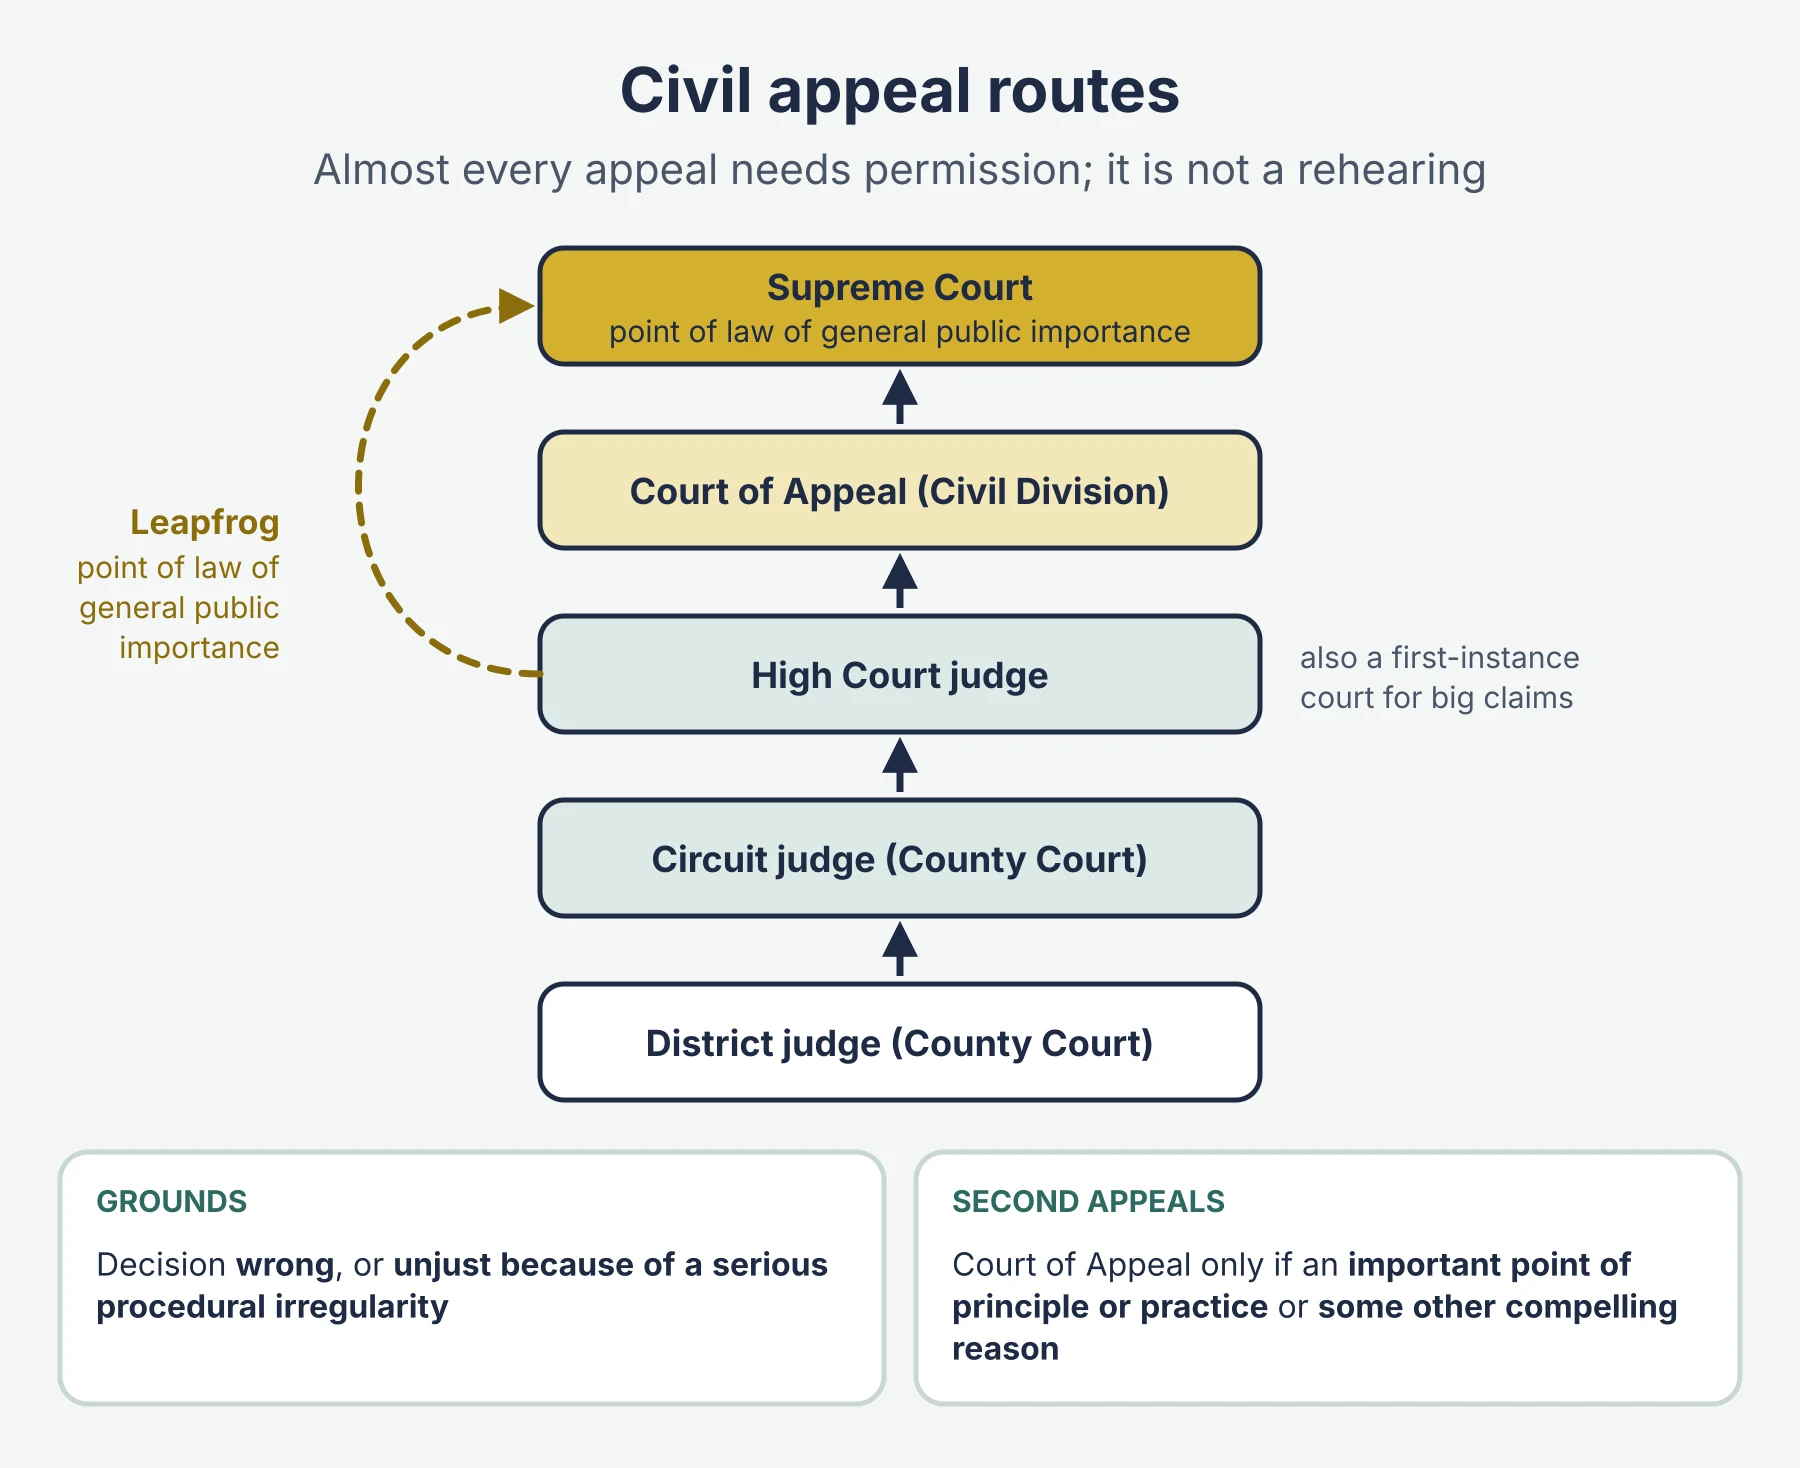 Civil appeal routes
Almost every appeal needs permission; it is not a rehearing
Supreme Court
point of law of general public importance
Court of Appeal (Civil Division)
Leapfrog
point of law of
general public
importance
High Court judge
also a first-instance
court for big claims
Circuit judge (County Court)
District judge (County Court)
GROUNDS
Decision wrong, or unjust because of a serious
procedural irregularity
SECOND APPEALS
Court of Appeal only if an important point of
principle or practice or some other compelling
reason